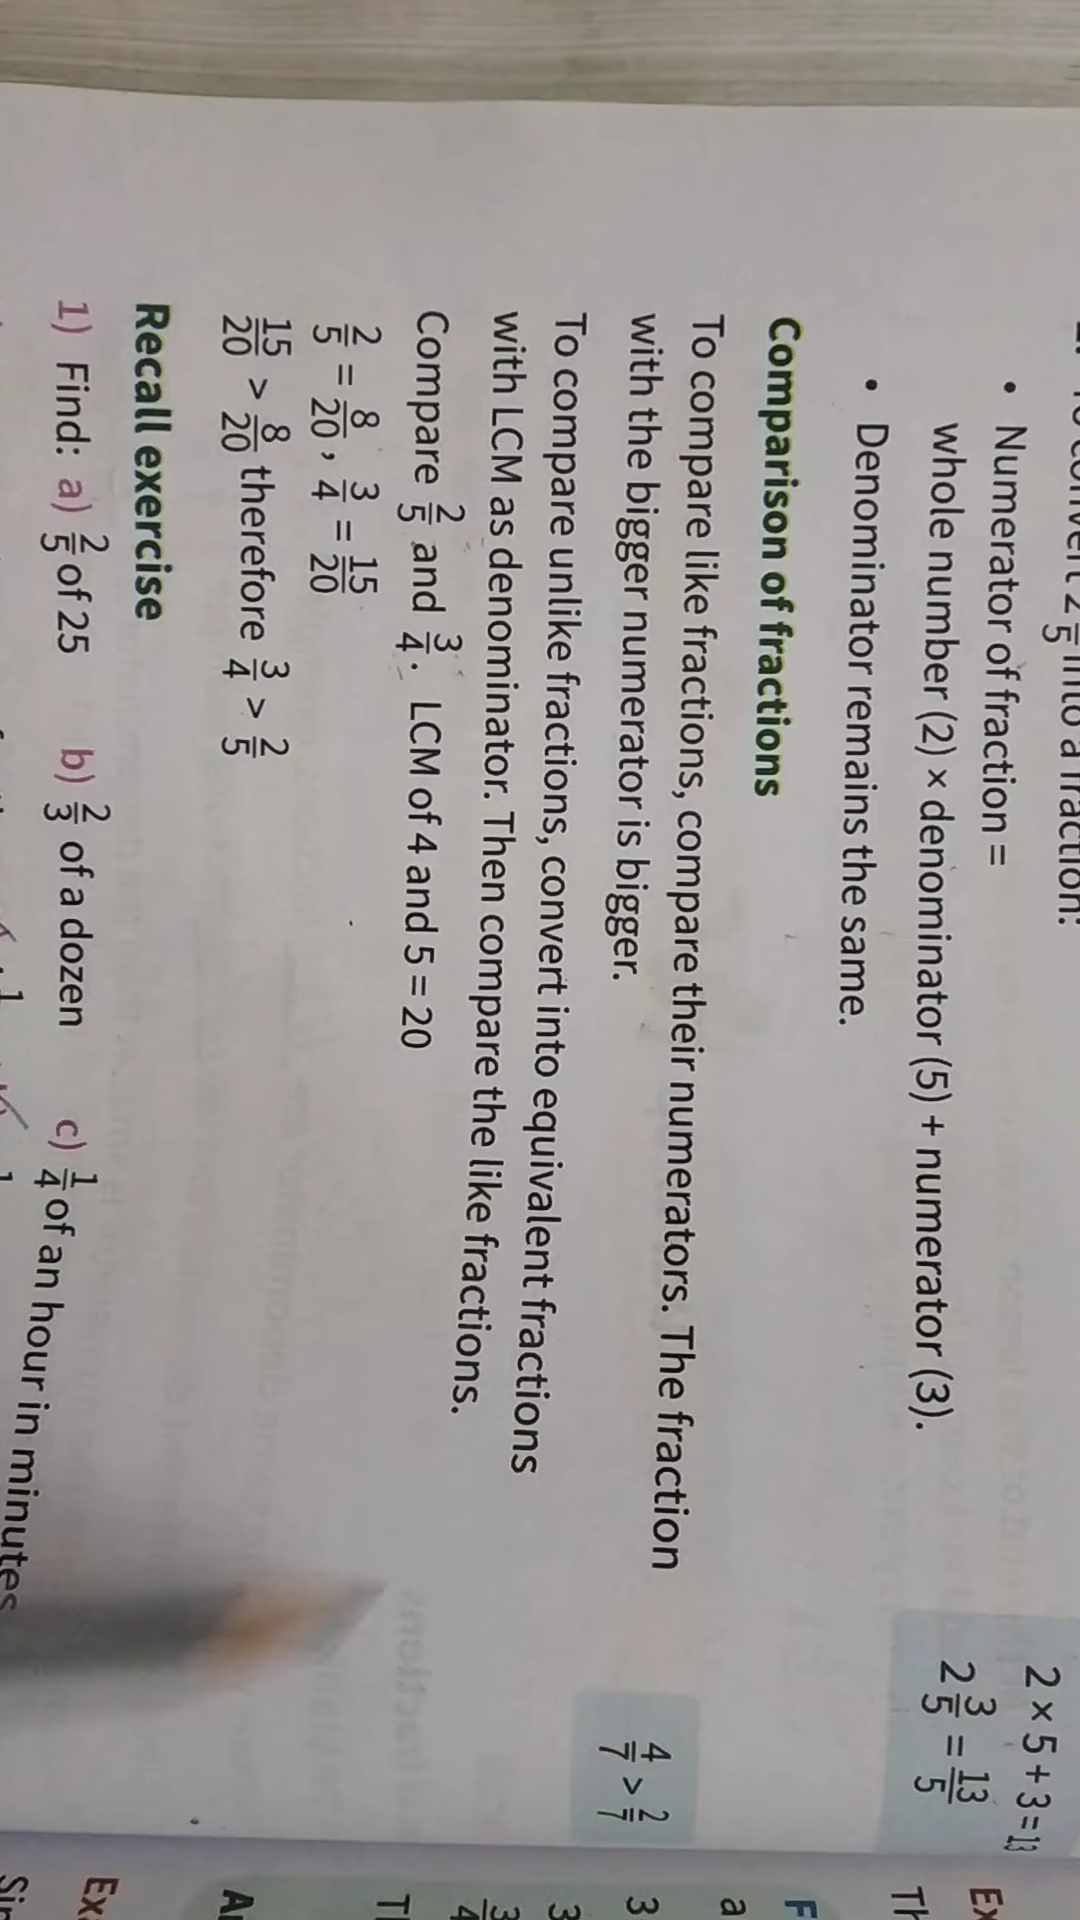 • Numerator of fraction =
whole number (2) × denominator (5) + numerator (3).
• Denominator remains the same.
2 × 5 + 3 = 13
2 3/5 = 13/5
Comparison of fractions
To compare like fractions, compare their numerators. The fraction
with the bigger numerator is bigger.
4/7 > 2/7
To compare unlike fractions, convert into equivalent fractions
with LCM as denominator. Then compare the like fractions.
Compare 2/5 and 3/4. LCM of 4 and 5 = 20
2/5 = 8/20, 3/4 = 15/20
15/20 > 8/20 therefore 3/4 > 2/5
Recall exercise
1) Find: a) 2/5 of 25 b) 2/3 of a dozen c) 1/4 of an hour in minutes